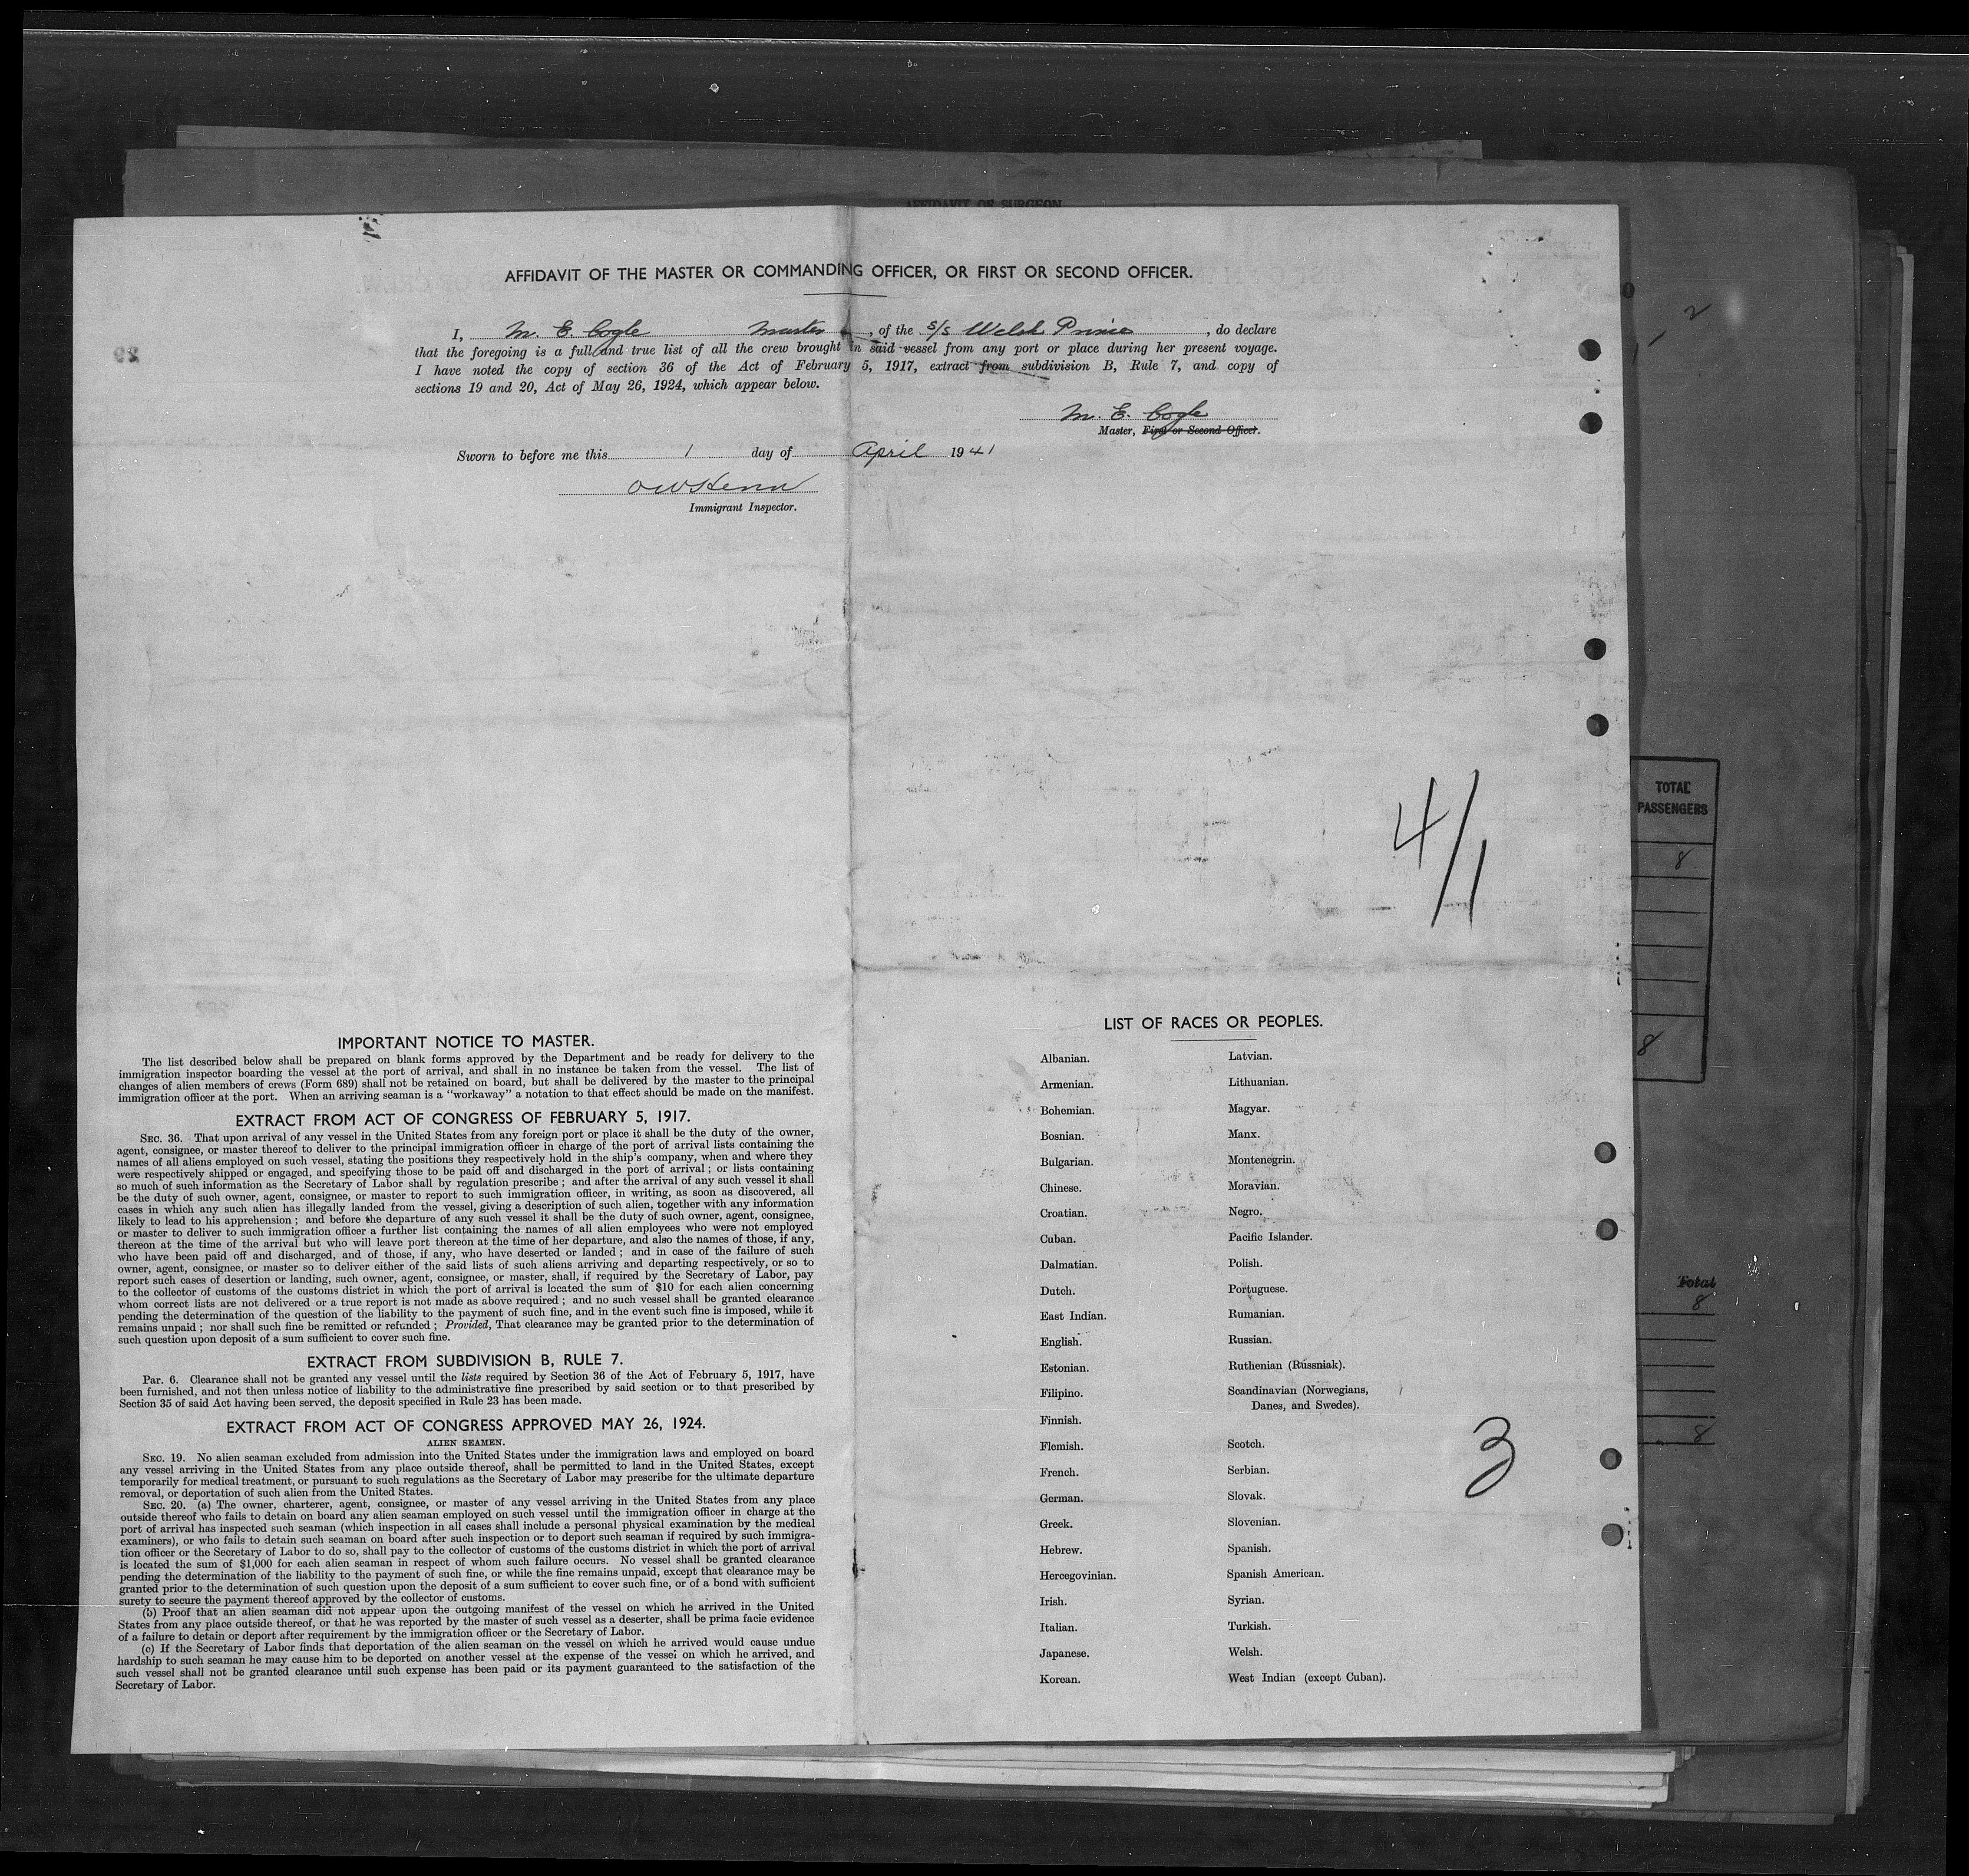 AFFIDAVIT OF SURGEON
AFFIDAVIT OF THE MASTER OR COMMANDING OFFICER, OR FIRST OR SECOND OFFICER.
I, M. E. Cogle Master, of the S/S Welsh Prince, do declare
that the foregoing is a full and true list of all the crew brought in said vessel from any port or place during her present voyage.
I have noted the copy of section 36 of the Act of February 5, 1917, extract from subdivision B, Rule 7, and copy of
sections 19 and 20, Act of May 26, 1924, which appear below.
M. E. Cogle
Master, First or Second Officer.
Sworn to before me this 1 day of April 1941
Immigrant Inspector.
4/1
IMPORTANT NOTICE TO MASTER.
The list described below shall be prepared on blank forms approved by the Department and be ready for delivery to the
immigration inspector boarding the vessel at the port of arrival, and shall in no instance be taken from the vessel. The list of
changes of alien members of crews (Form 689) shall not be retained on board, but shall be delivered by the master to the principal
immigration officer at the port. When an arriving seaman is a "workaway" a notation to that effect should be made on the manifest.
EXTRACT FROM ACT OF CONGRESS OF FEBRUARY 5, 1917.
SEC. 36. That upon arrival of any vessel in the United States from any foreign port or place it shall be the duty of the owner,
agent, consignee, or master thereof to deliver to the principal immigration officer in charge of the port of arrival lists containing the
names of all aliens employed on such vessel, stating the positions they respectively hold in the ship's company, when and where they
were respectively shipped or engaged, and specifying those to be paid off and discharged in the port of arrival; or lists containing
so much of such information as the Secretary of Labor shall by regulation prescribe; and after the arrival of any such vessel it shall
be the duty of such owner, agent, consignee, or master to report to such immigration officer, in writing, as soon as discovered, all
cases in which any such alien has illegally landed from the vessel, giving a description of such alien, together with any information
likely to lead to his apprehension; and before the departure of any such vessel it shall be the duty of such owner, agent, consignee,
or master to deliver to such immigration officer a further list containing the names of all alien employees who were not employed
thereon at the time of the arrival but who will leave port thereon at the time of her departure, and also the names of those, if any,
who have been paid off and discharged, and of those, if any, who have deserted or landed; and in case of the failure of such
owner, agent, consignee, or master so to deliver either of the said lists of such aliens arriving and departing respectively, or so to
report such cases of desertion or landing, such owner, agent, consignee, or master, shall, if required by the Secretary of Labor, pay
to the collector of customs of the customs district in which the port of arrival is located the sum of $10 for each alien concerning
whom correct lists are not delivered or a true report is not made as above required; and no such vessel shall be granted clearance
pending the determination of the question of the liability to the payment of such fine, and in the event such fine is imposed, while it
remains unpaid; nor shall such fine be remitted or refunded; Provided, That clearance may be granted prior to the determination of
such question upon deposit of a sum sufficient to cover such fine.
EXTRACT FROM SUBDIVISION B, RULE 7.
Par. 6. Clearance shall not be granted any vessel until the lists required by Section 36 of the Act of February 5, 1917, have
been furnished, and not then unless notice of liability to the administrative fine prescribed by said section or to that prescribed by
Section 35 of said Act having been served, the deposit specified in Rule 23 has been made.
EXTRACT FROM ACT OF CONGRESS APPROVED MAY 26, 1924.
ALIEN SEAMEN.
SEC. 19. No alien seaman excluded from admission into the United States under the immigration laws and employed on board
any vessel arriving in the United States from any place outside thereof, shall be permitted to land in the United States, except
temporarily for medical treatment, or pursuant to such regulations as the Secretary of Labor may prescribe for the ultimate departure
removal, or deportation of such alien from the United States.
SEC. 20. (a) The owner, charterer, agent, consignee, or master of any vessel arriving in the United States from any place
outside thereof who fails to detain on board any alien seaman employed on such vessel until the immigration officer in charge at the
port of arrival has inspected such seaman (which inspection in all cases shall include a personal physical examination by the medical
examiners), or who fails to detain such seaman on board after such inspection or to deport such seaman if required by such immigra-
tion officer or the Secretary of Labor to do so, shall pay to the collector of customs of the customs district in which the port of arrival
is located the sum of $1,000 for each alien seaman in respect of whom such failure occurs. No vessel shall be granted clearance
pending the determination of the liability to the payment of such fine, or while the fine remains unpaid, except that clearance may be
granted prior to the determination of such question upon the deposit of a sum sufficient to cover such fine, or of a bond with sufficient
surety to secure the payment thereof approved by the collector of customs.
(b) Proof that an alien seaman did not appear upon the outgoing manifest of the vessel on which he arrived in the United
States from any place outside thereof, or that he was reported by the master of such vessel as a deserter, shall be prima facie evidence
of a failure to detain or deport after requirement by the immigration officer or the Secretary of Labor.
(c) If the Secretary of Labor finds that deportation of the alien seaman on the vessel on which he arrived would cause undue
hardship to such seaman he may cause him to be deported on another vessel at the expense of the vessel on which he arrived, and
such vessel shall not be granted clearance until such expense has been paid or its payment guaranteed to the satisfaction of the
Secretary of Labor.
LIST OF RACES OR PEOPLES.
Albanian.
Armenian.
Bohemian.
Bosnian.
Bulgarian.
Chinese.
Croatian.
Cuban.
Dalmatian.
Dutch.
East Indian.
English.
Estonian.
Filipino.
Finnish.
Flemish.
French.
German.
Greek.
Hebrew.
Hercegovinian.
Irish.
Italian.
Japanese.
Korean.
Latvian.
Lithuanian.
Magyar.
Manx.
Montenegrin.
Moravian.
Negro.
Pacific Islander.
Polish.
Portuguese.
Rumanian.
Russian.
Ruthenian (Russniak).
Scandinavian (Norwegians,
Danes, and Swedes).
Scotch.
Serbian.
Slovak.
Slovenian.
Spanish.
Spanish American.
Syrian.
Turkish.
Welsh.
West Indian (except Cuban).
3
2
TOTAL
PASSENGERS
8
8
Total
8
8